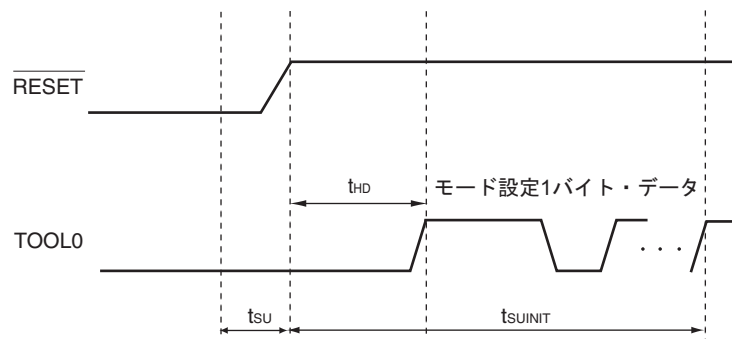 RESET
tHD
モード設定1バイト・データ
TOOL0
· · ·
tSU
tSUINIT